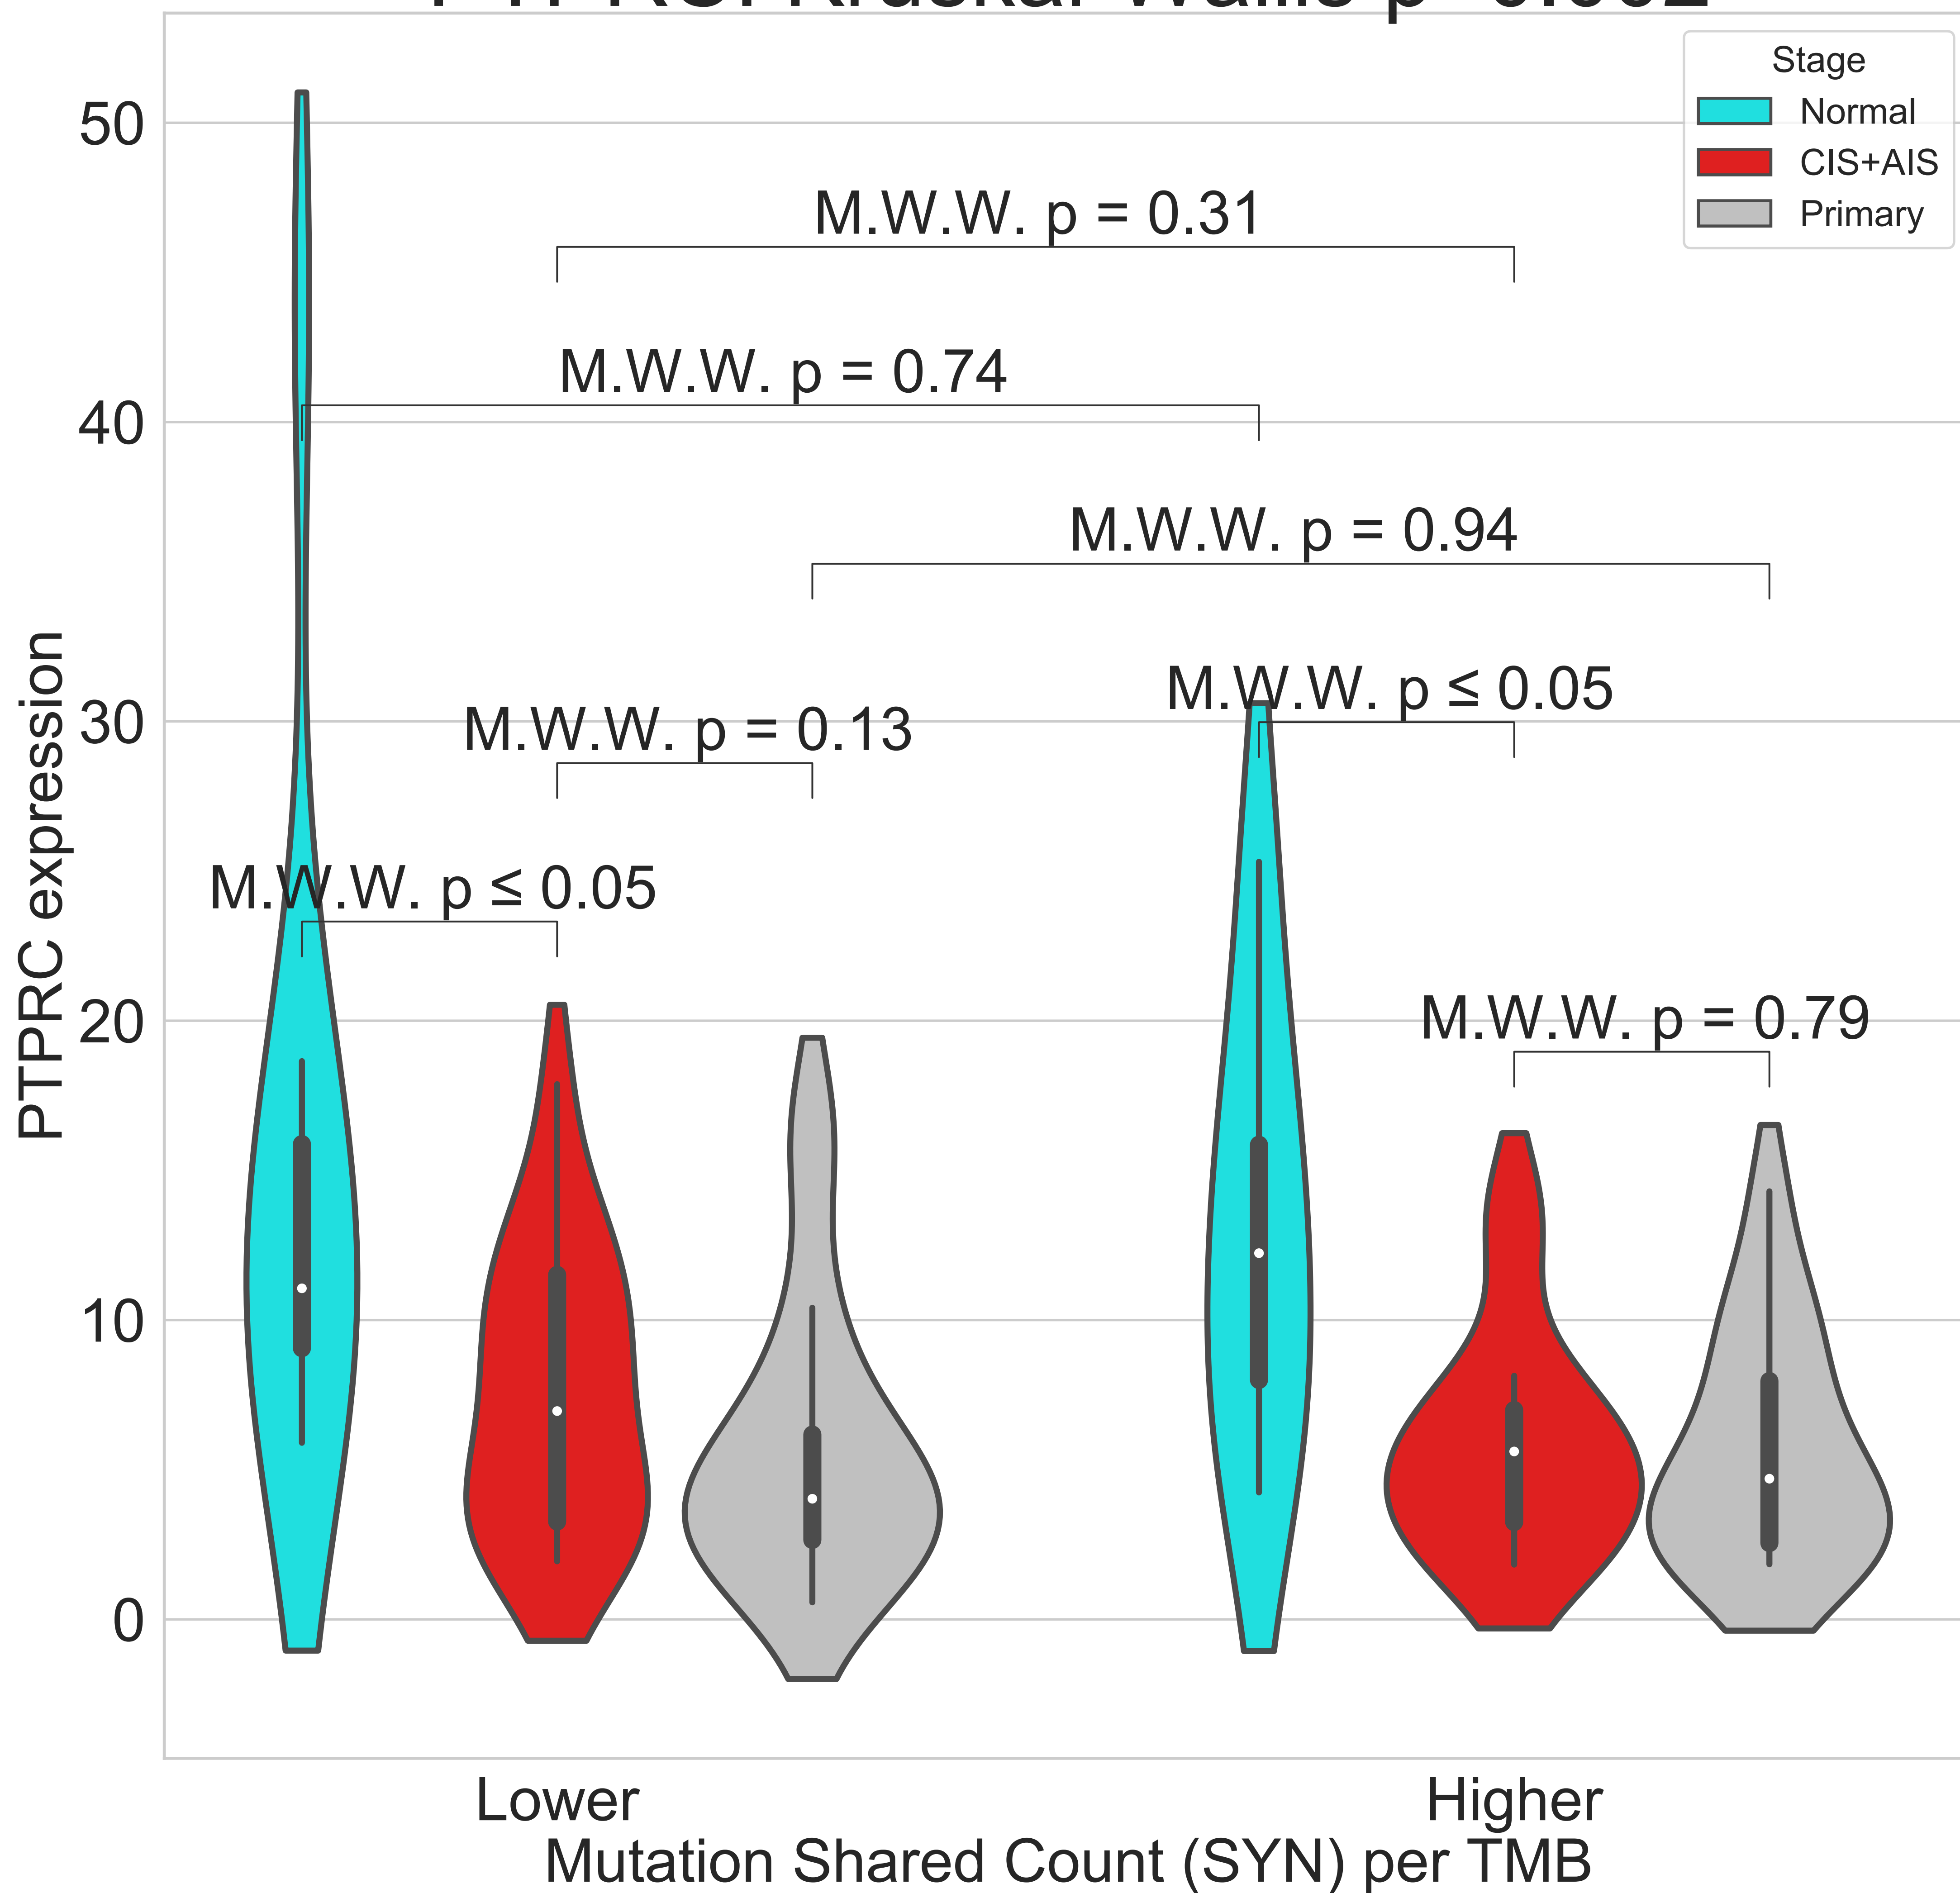 Stage
Normal
CIS+AIS
Primary
50
40
30
20
10
0
PTPRC expression
M.W.W. p = 0.31
M.W.W. p = 0.74
M.W.W. p = 0.94
M.W.W. p ≤ 0.05
M.W.W. p = 0.13
M.W.W. p ≤ 0.05
M.W.W. p = 0.79
Lower
Higher
Mutation Shared Count (SYN) per TMB